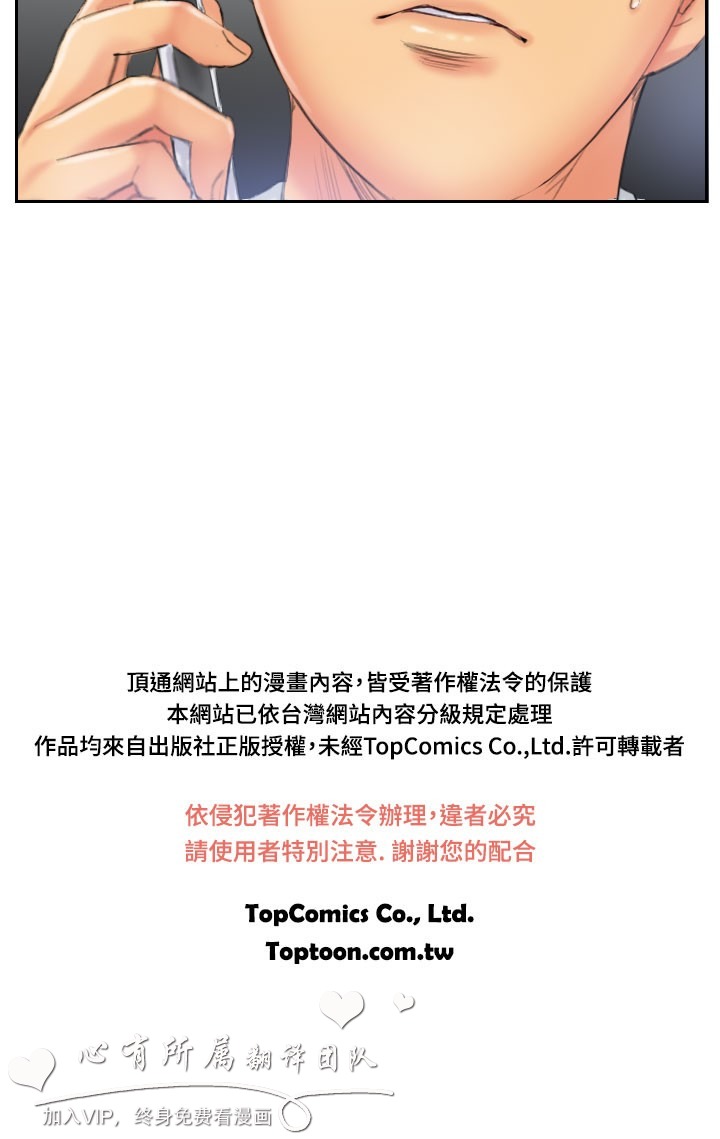 頂通網站上的漫畫內容，皆受著作權法令的保護
本網站已依台灣網站內容分級規定處理
作品均來自出版社正版授權，未經TopComics Co.,Ltd.許可轉載者
依侵犯著作權法令辦理，違者必究
請使用者特別注意. 謝謝您的配合
TopComics Co., Ltd.
Toptoon.com.tw
心有所属翻译团队
加入VIP，终身免费看漫画